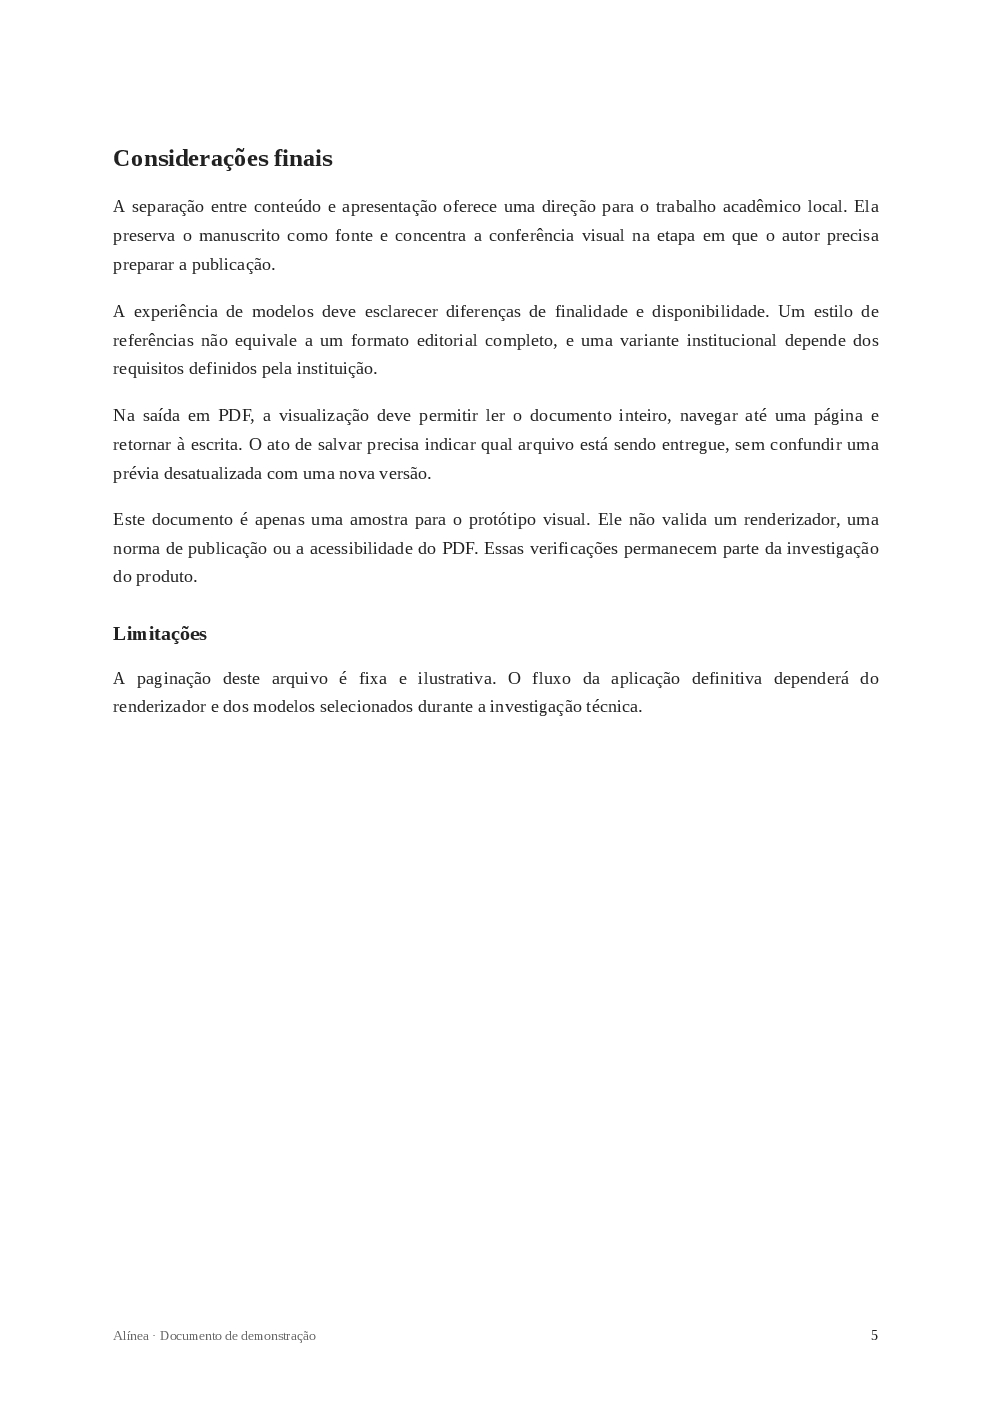 Considerações finais
A separação entre conteúdo e apresentação oferece uma direção para o trabalho acadêmico local. Ela
preserva o manuscrito como fonte e concentra a conferência visual na etapa em que o autor precisa
preparar a publicação.
A experiência de modelos deve esclarecer diferenças de finalidade e disponibilidade. Um estilo de
referências não equivale a um formato editorial completo, e uma variante institucional depende dos
requisitos definidos pela instituição.
Na saída em PDF, a visualização deve permitir ler o documento inteiro, navegar até uma página e
retornar à escrita. O ato de salvar precisa indicar qual arquivo está sendo entregue, sem confundir uma
prévia desatualizada com uma nova versão.
Este documento é apenas uma amostra para o protótipo visual. Ele não valida um renderizador, uma
norma de publicação ou a acessibilidade do PDF. Essas verificações permanecem parte da investigação
do produto.
Limitações
A paginação deste arquivo é fixa e ilustrativa. O fluxo da aplicação definitiva dependerá do
renderizador e dos modelos selecionados durante a investigação técnica.
Alínea · Documento de demonstração 5